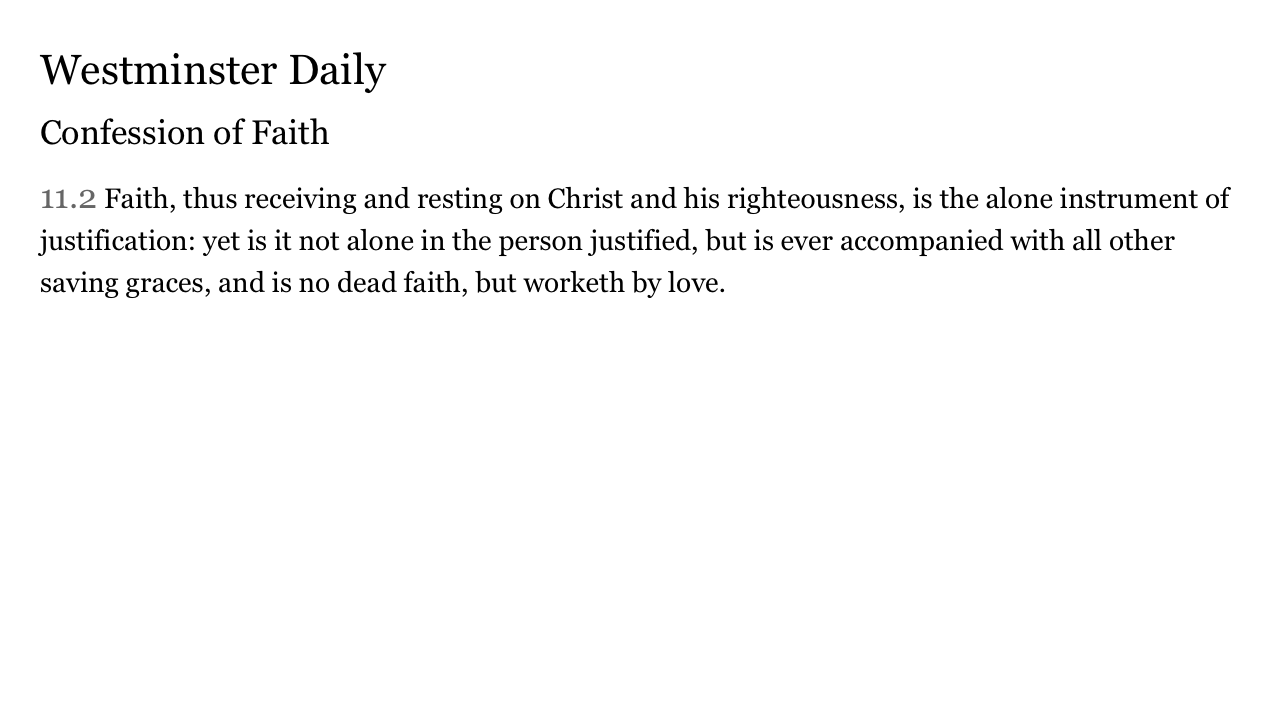 Westminster Daily
Confession of Faith
11.2 Faith, thus receiving and resting on Christ and his righteousness, is the alone instrument of
justification: yet is it not alone in the person justified, but is ever accompanied with all other
saving graces, and is no dead faith, but worketh by love.